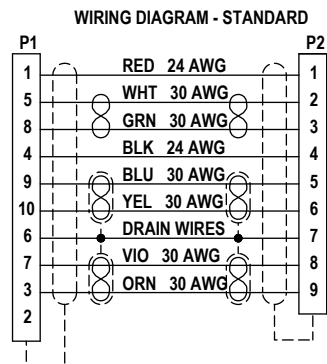 WIRING DIAGRAM - STANDARD
P1 P2
1 RED 24 AWG 1
5 WHT 30 AWG 2
8 GRN 30 AWG 3
4 BLK 24 AWG 4
9 BLU 30 AWG 5
10 YEL 30 AWG 6
6 DRAIN WIRES 7
7 VIO 30 AWG 8
3 ORN 30 AWG 9
2